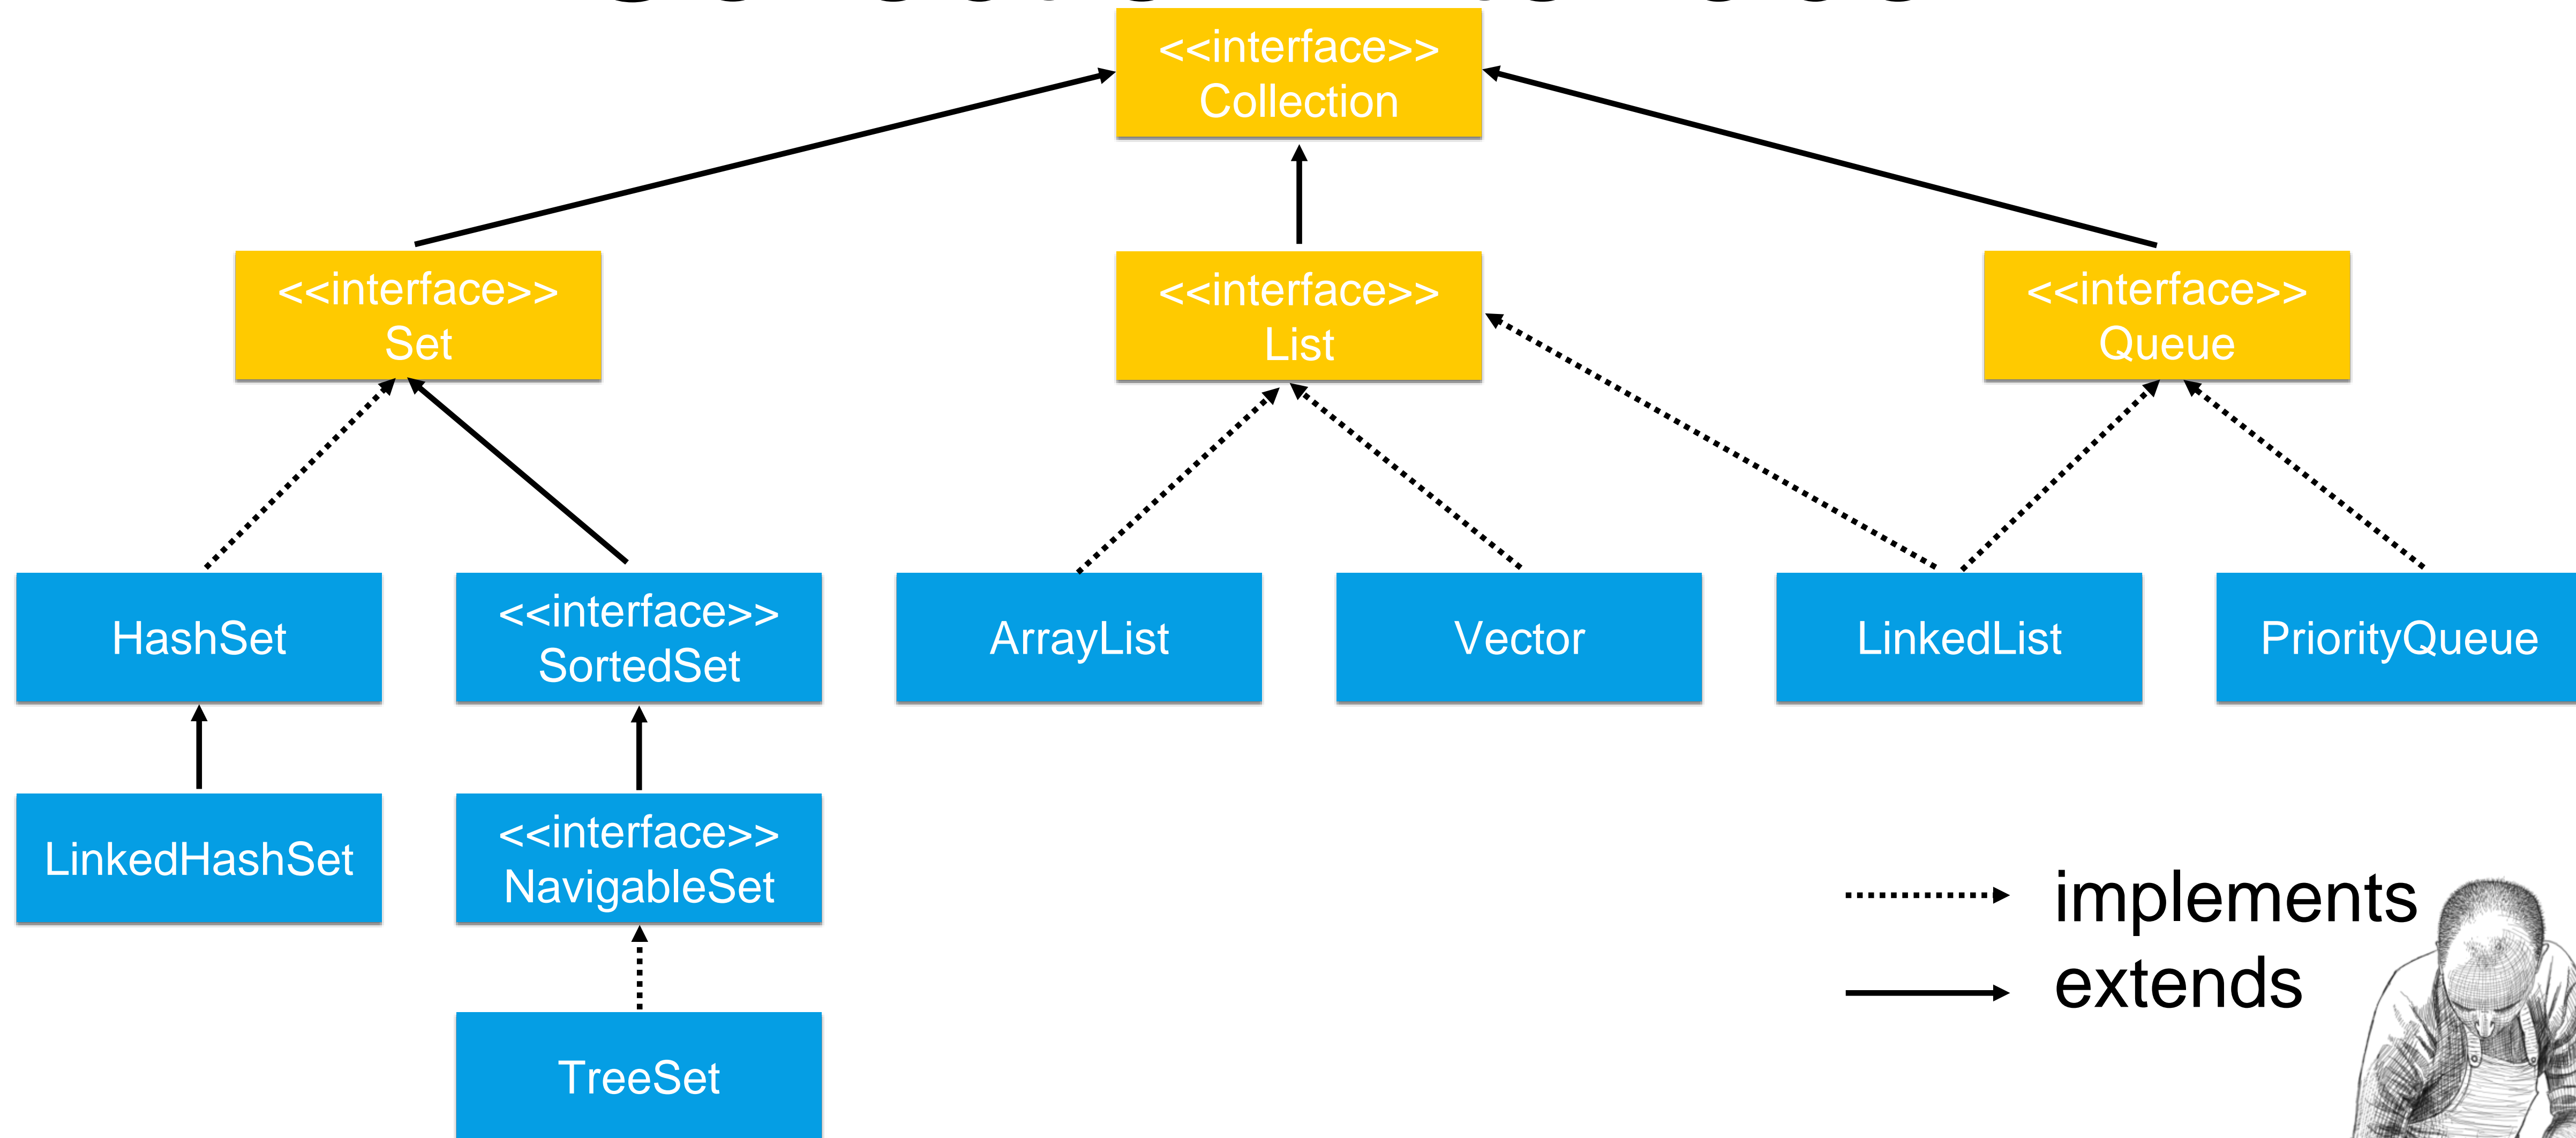 <<interface>>
Collection
<<interface>>
Set
<<interface>>
List
<<interface>>
Queue
HashSet
<<interface>>
SortedSet
ArrayList
Vector
LinkedList
PriorityQueue
LinkedHashSet
<<interface>>
NavigableSet
implements
extends
TreeSet